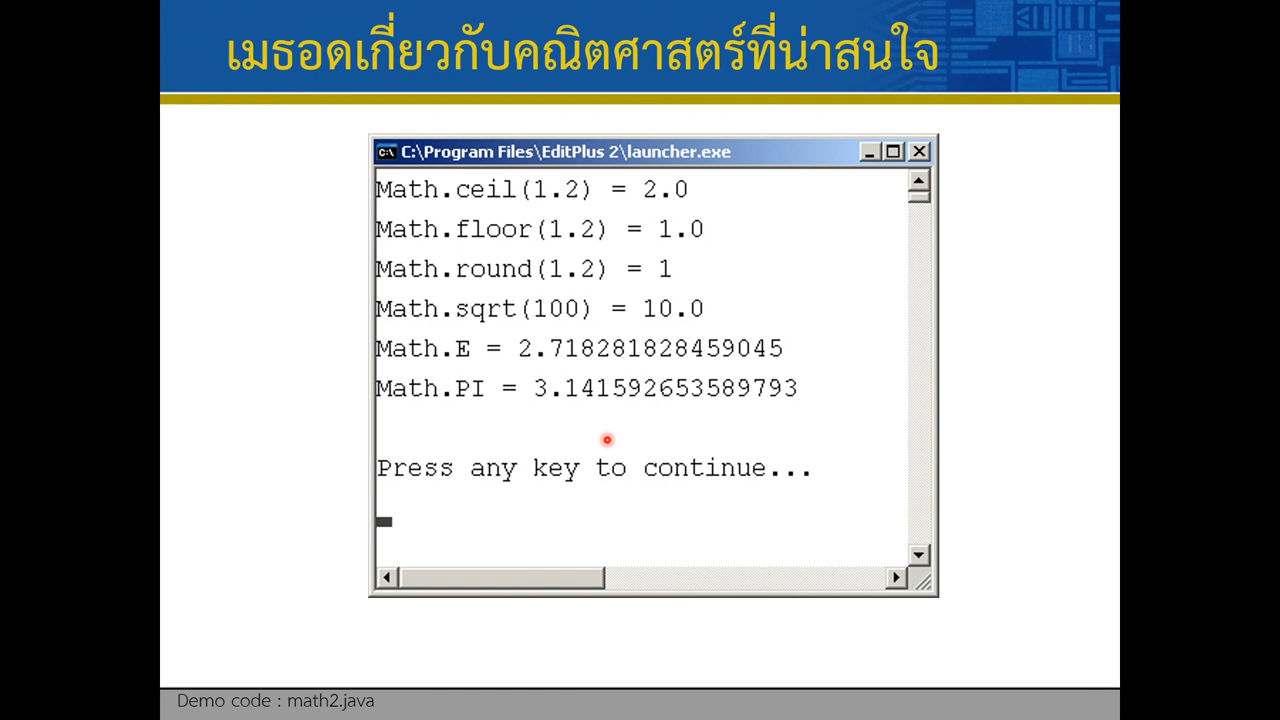 เมธอดเกี่ยวกับคณิตศาสตร์ที่น่าสนใจ
C:\Program Files\EditPlus 2\launcher.exe
Math.ceil(1.2) = 2.0
Math.floor(1.2) = 1.0
Math.round(1.2) = 1
Math.sqrt(100) = 10.0
Math.E = 2.718281828459045
Math.PI = 3.141592653589793
Press any key to continue...
Demo code : math2.java